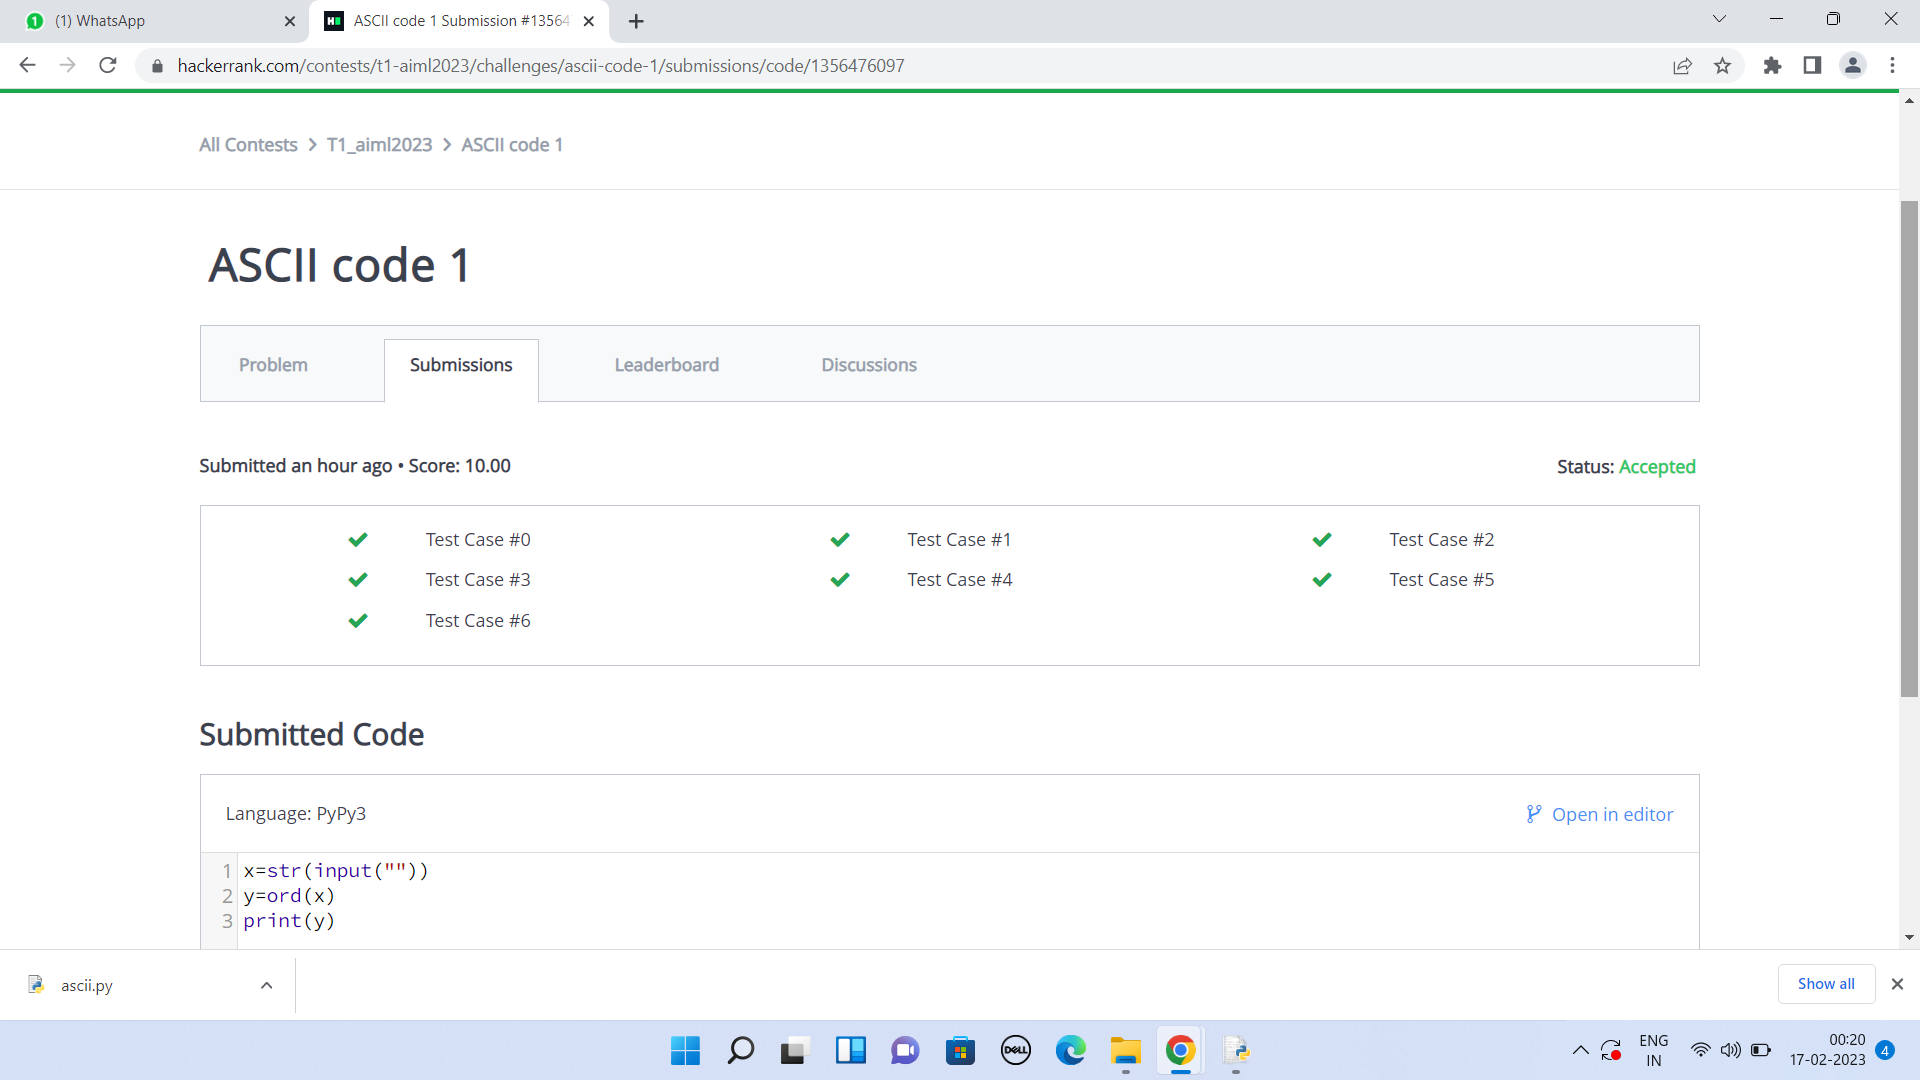 (1) WhatsApp
ASCII code 1 Submission #13564
hackerrank.com/contests/t1-aiml2023/challenges/ascii-code-1/submissions/code/1356476097
All Contests > T1_aiml2023 > ASCII code 1
ASCII code 1
Problem Submissions Leaderboard Discussions
Submitted an hour ago • Score: 10.00 Status: Accepted
Test Case #0 Test Case #1 Test Case #2
Test Case #3 Test Case #4 Test Case #5
Test Case #6
Submitted Code
Language: PyPy3 Open in editor
1 x=str(input(""))
2 y=ord(x)
3 print(y)
ascii.py Show all
DELL
ENG 00:20
IN 17-02-2023 4